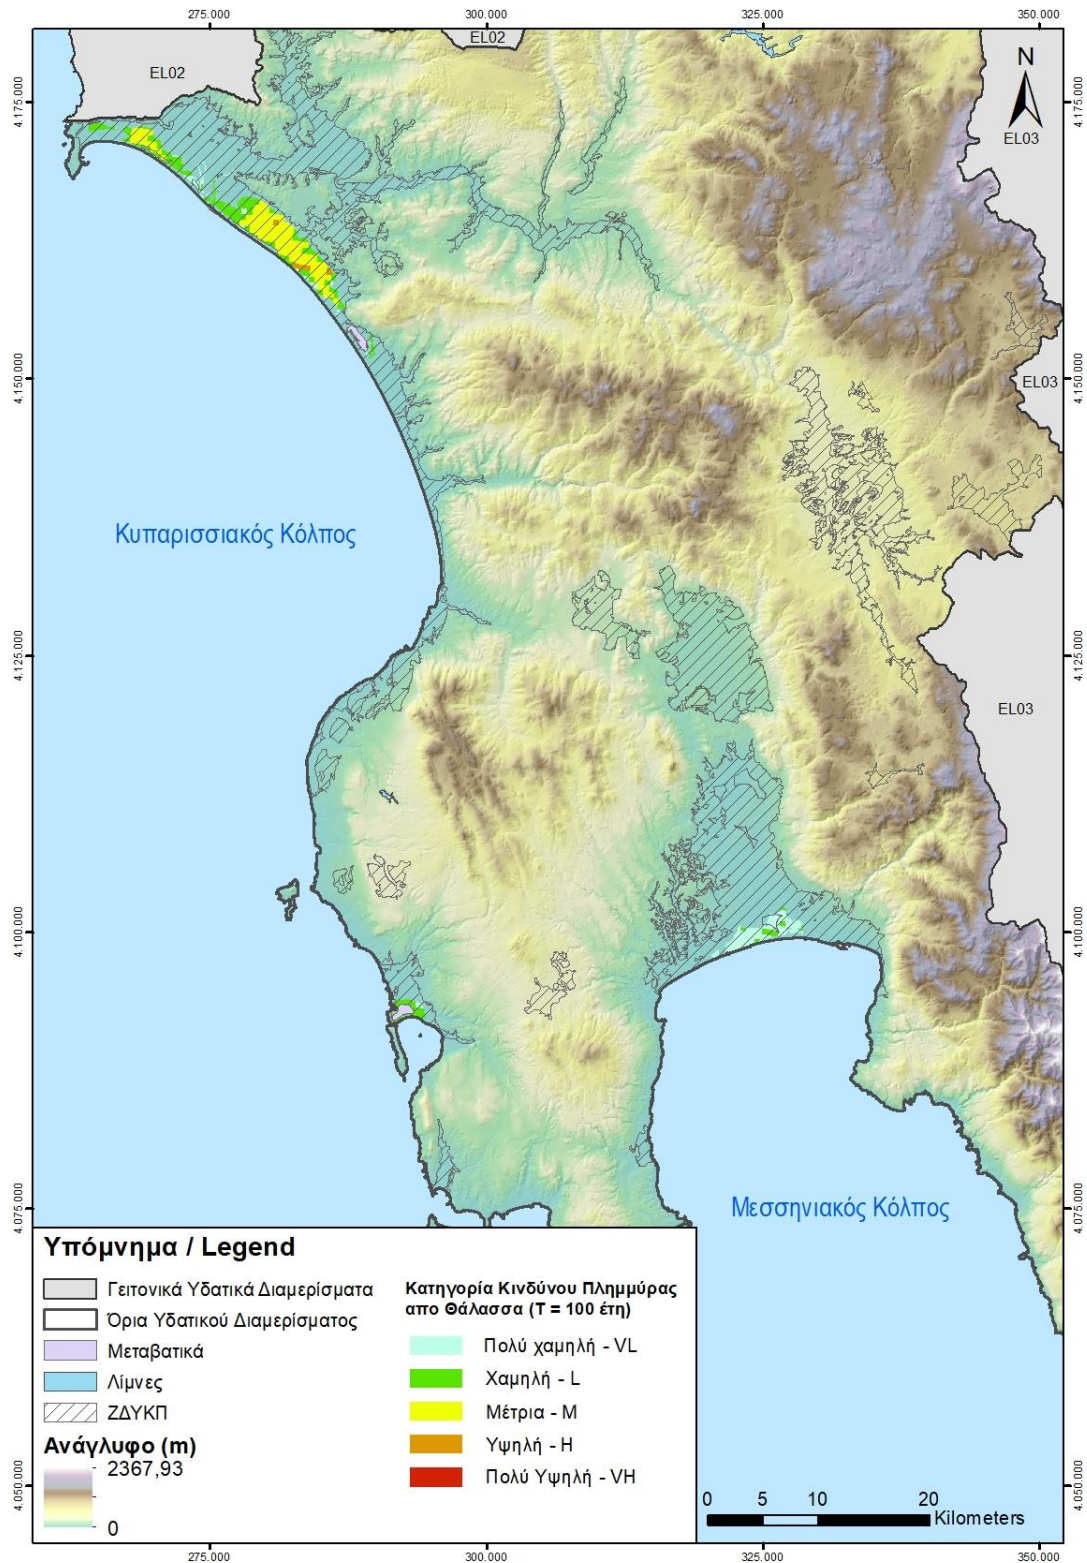 275.000 300.000 325.000 350.000
EL02
EL02
N
4.175.000 4.175.000
EL03
EL03
4.150.000 4.150.000
EL03
Κυπαρισσιακός Κόλπος
4.125.000 4.125.000
EL03
4.100.000 4.100.000
4.075.000 4.075.000
Μεσσηνιακός Κόλπος
Υπόμνημα / Legend
Γειτονικά Υδατικά Διαμερίσματα
Όρια Υδατικού Διαμερίσματος
Μεταβατικά
Λίμνες
ΖΔΥΚΠ
Ανάγλυφο (m)
2367,93
0
Κατηγορία Κινδύνου Πλημμύρας
απο Θάλασσα (Τ = 100 έτη)
Πολύ χαμηλή - VL
Χαμηλή - L
Μέτρια - M
Υψηλή - H
Πολύ Υψηλή - VH
4.050.000 4.050.000
0 5 10 20
Kilometers
275.000 300.000 325.000 350.000